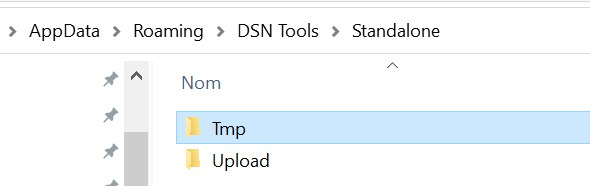 AppData > Roaming > DSN Tools > Standalone
Nom
Tmp
Upload